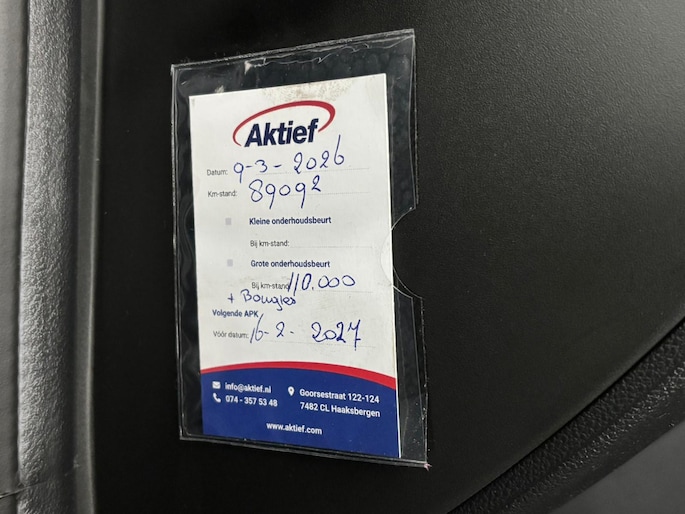 Aktief
Datum: 9-3-2026
Km-stand: 89092
Kleine onderhoudsbeurt
Bij km-stand:
Grote onderhoudsbeurt
Bij km-stand 110.000
+ Bougies
Volgende APK
Vóór datum: 16-2-2027
info@aktief.nl
074 - 357 53 48
Goorsestraat 122-124
7482 CL Haaksbergen
www.aktief.com